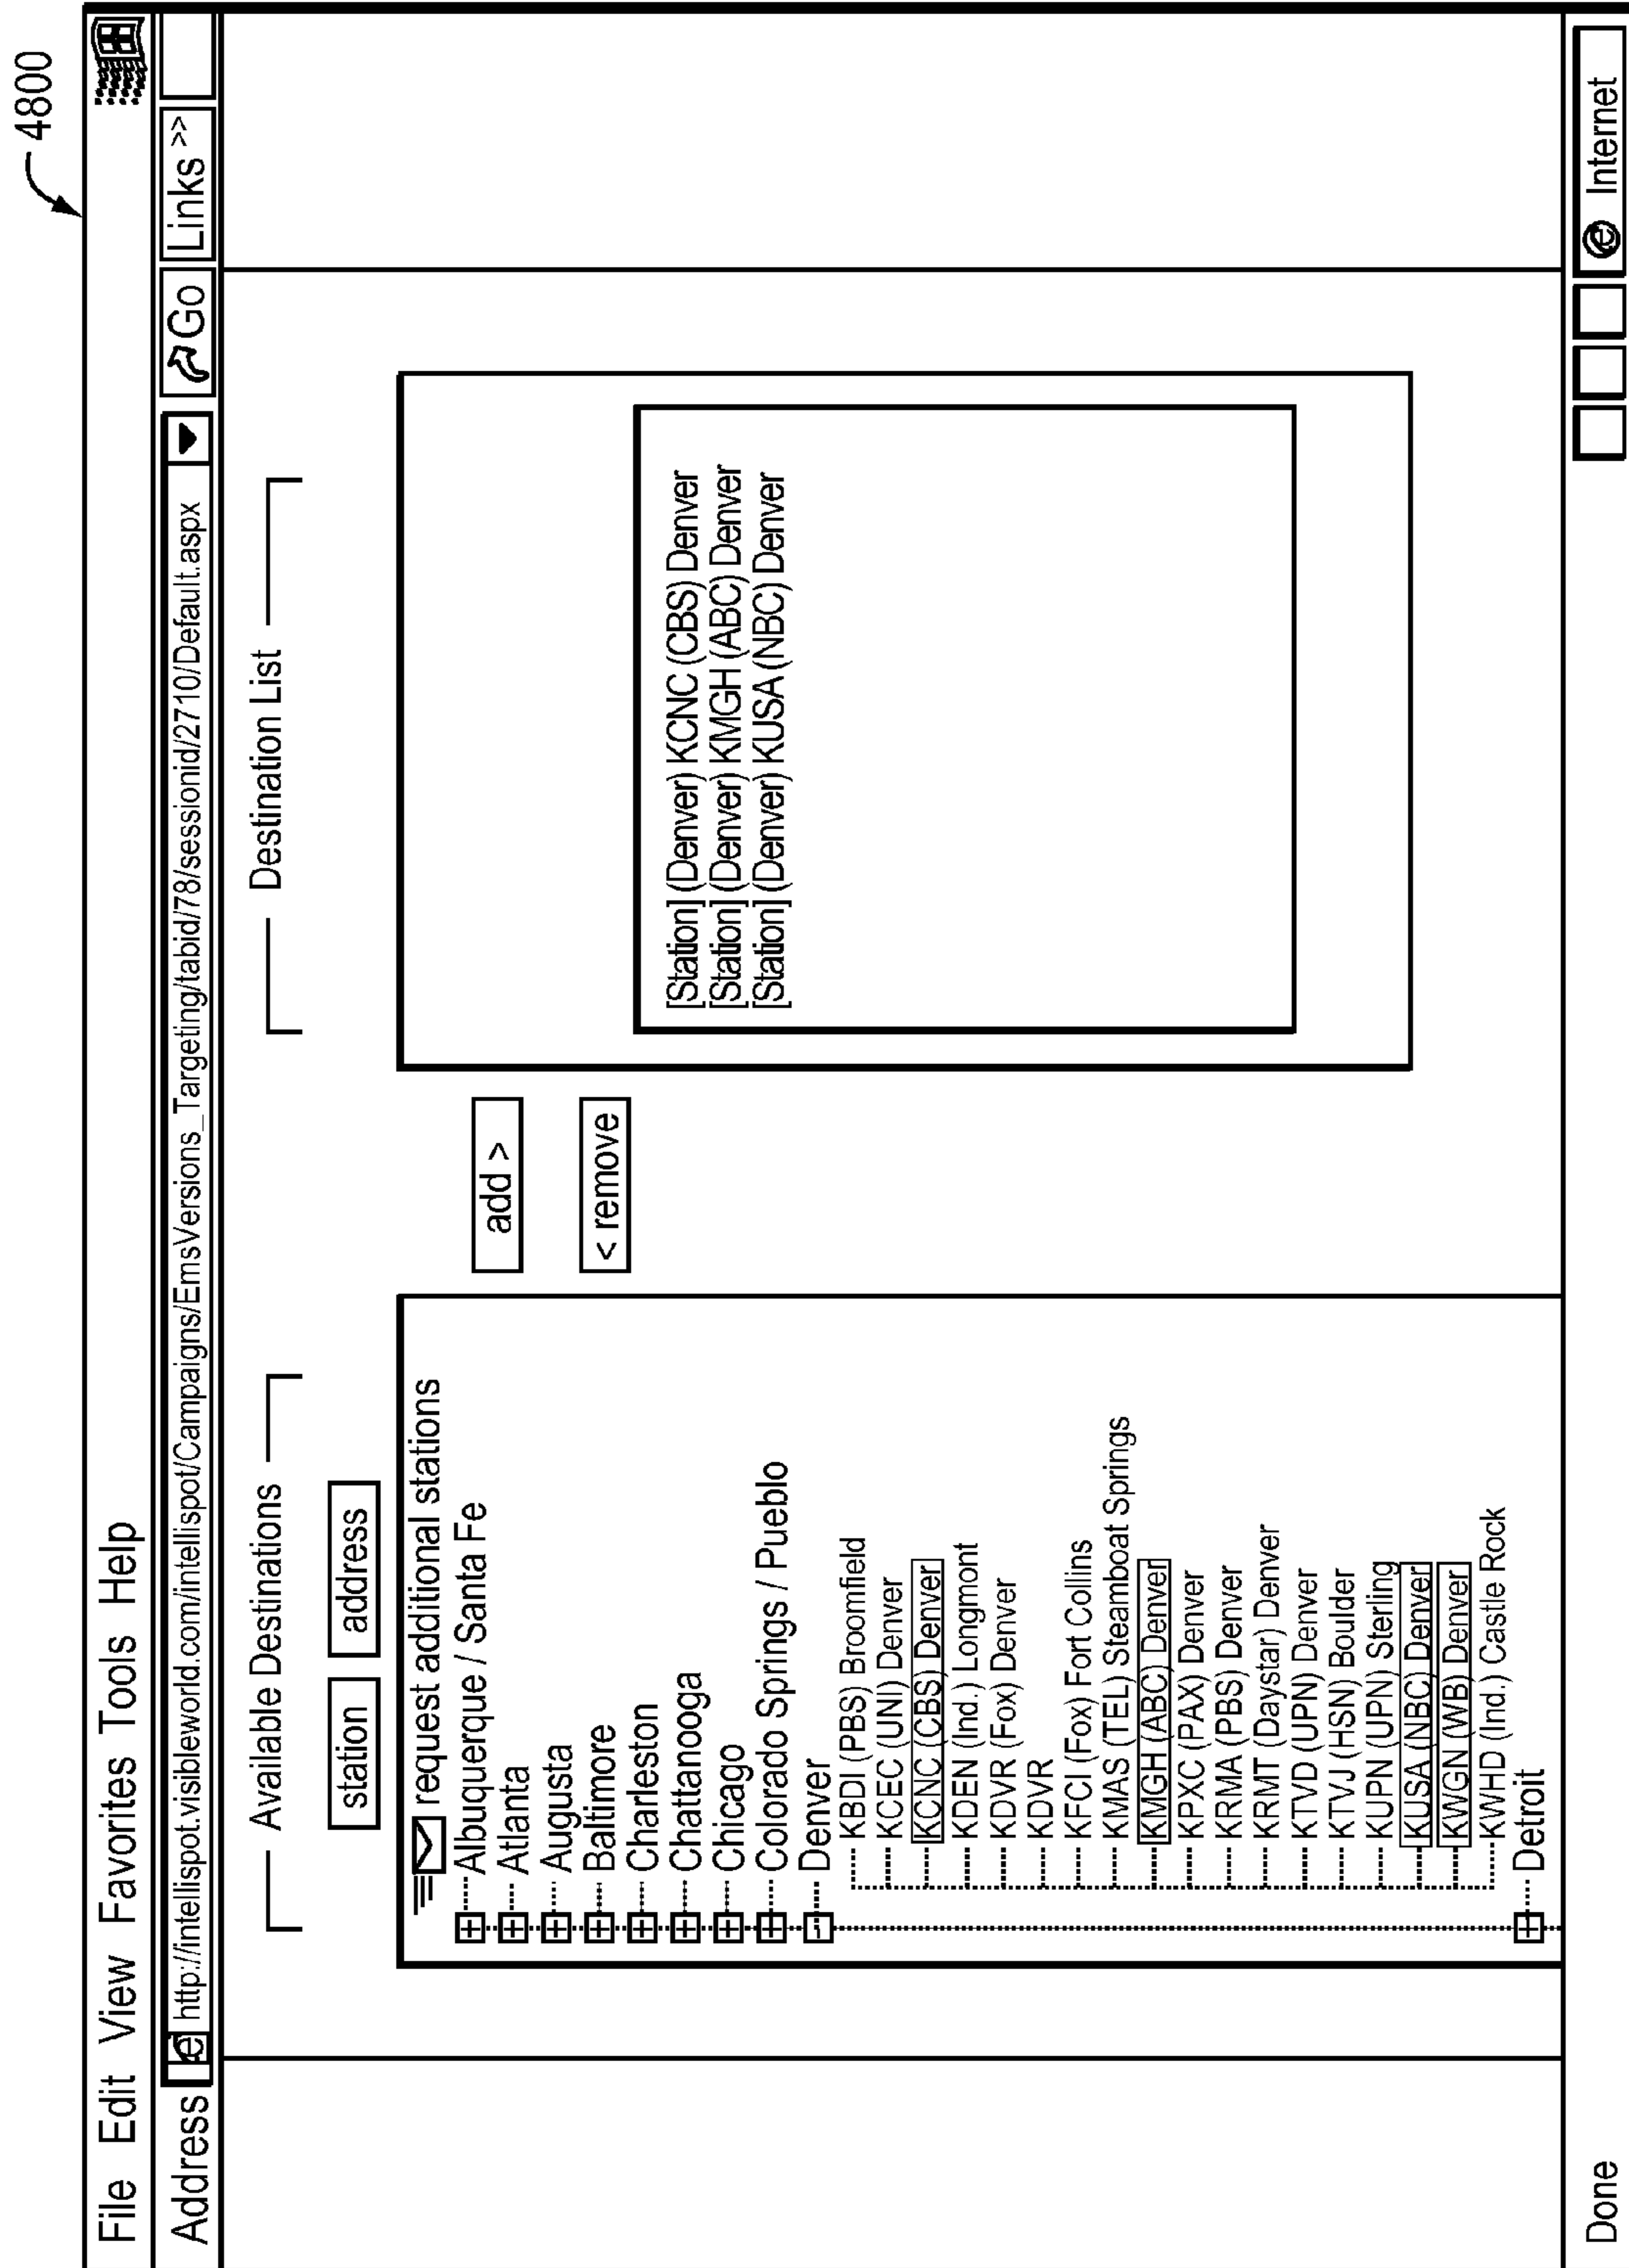 4800
File Edit View Favorites Tools Help
Address http://intellispot.visibleworld.com/intellispot/Campaigns/EmsVersions_Targeting/tabid/78/sessionid/2710/Default.aspx Go Links >>
Available Destinations
station address
request additional stations
Albuquerque / Santa Fe
Atlanta
Augusta
Baltimore
Charleston
Chattanooga
Chicago
Colorado Springs / Pueblo
Denver
KBDI (PBS) Broomfield
KCEC (UNI) Denver
KCNC (CBS) Denver
KDEN (Ind.) Longmont
KDVR (Fox) Denver
KDVR
KFCI (Fox) Fort Collins
KMAS (TEL) Steamboat Springs
KMGH (ABC) Denver
KPXC (PAX) Denver
KRMA (PBS) Denver
KRMT (Daystar) Denver
KTVD (UPN) Denver
KTVJ (HSN) Boulder
KUPN (UPN) Sterling
KUSA (NBC) Denver
KWGN (WB) Denver
KWHD (Ind.) Castle Rock
Detroit
add >
< remove
Destination List
[Station] (Denver) KCNC (CBS) Denver
[Station] (Denver) KMGH (ABC) Denver
[Station] (Denver) KUSA (NBC) Denver
Done
Internet